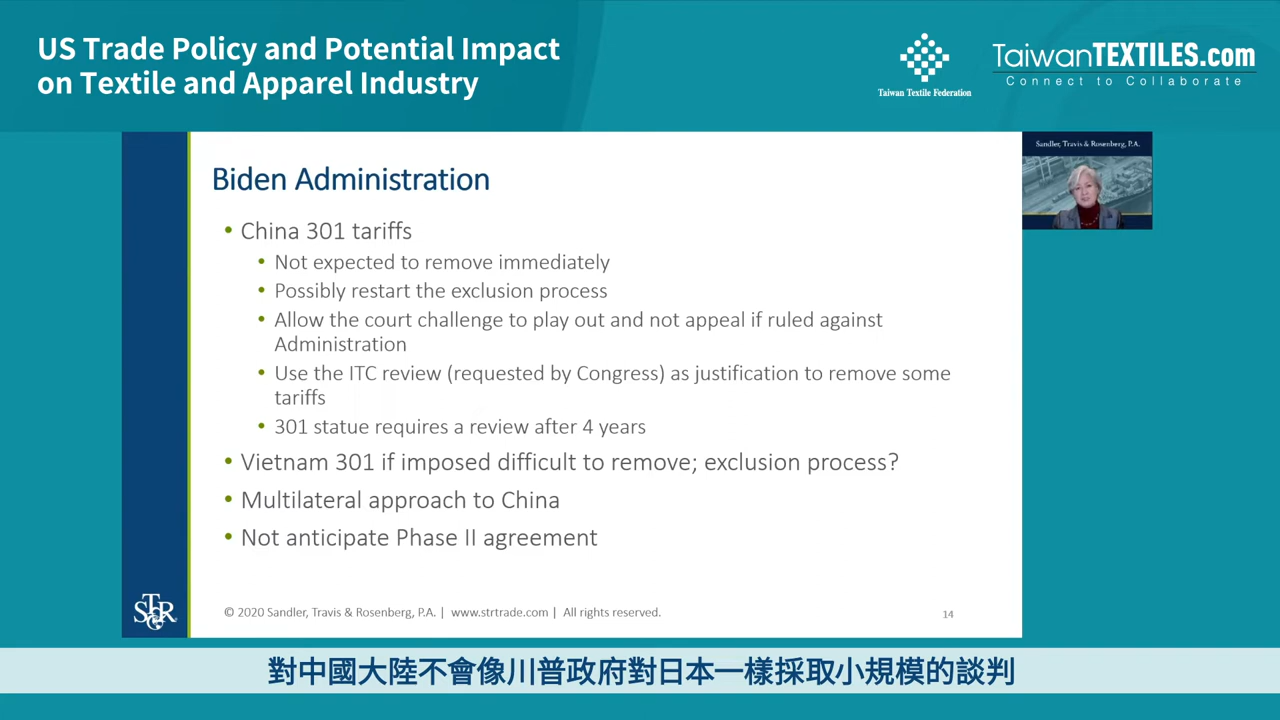 US Trade Policy and Potential Impact
on Textile and Apparel Industry
Taiwan Textile Federation
TaiwanTEXTILES.com
Connect to Collaborate
Sandler, Travis & Rosenberg, P.A.
Biden Administration
• China 301 tariffs
• Not expected to remove immediately
• Possibly restart the exclusion process
• Allow the court challenge to play out and not appeal if ruled against
Administration
• Use the ITC review (requested by Congress) as justification to remove some
tariffs
• 301 statue requires a review after 4 years
• Vietnam 301 if imposed difficult to remove; exclusion process?
• Multilateral approach to China
• Not anticipate Phase II agreement
ST&R
© 2020 Sandler, Travis & Rosenberg, P.A. | www.strtrade.com | All rights reserved.
14
對中國大陸不會像川普政府對日本一樣採取小規模的談判